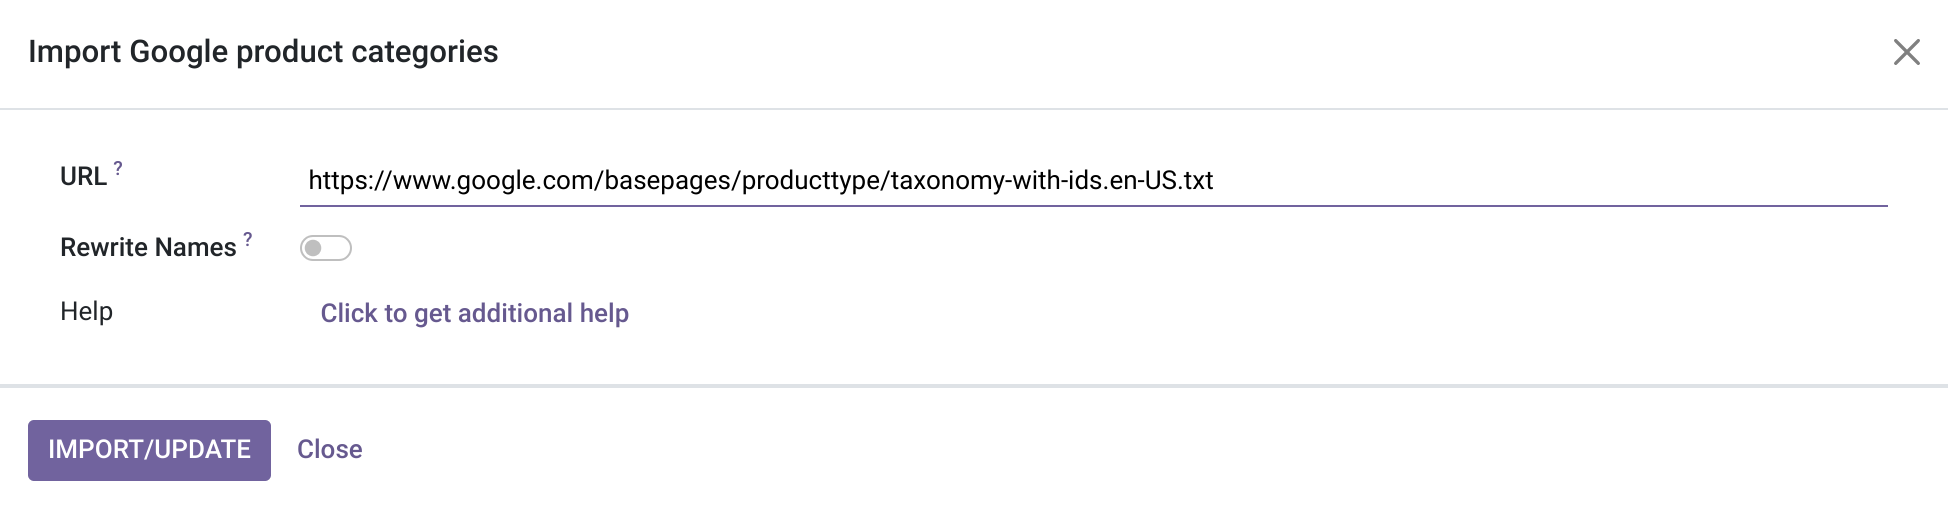 Import Google product categories
URL ? https://www.google.com/basepages/producttype/taxonomy-with-ids.en-US.txt
Rewrite Names ?
Help Click to get additional help
IMPORT/UPDATE Close